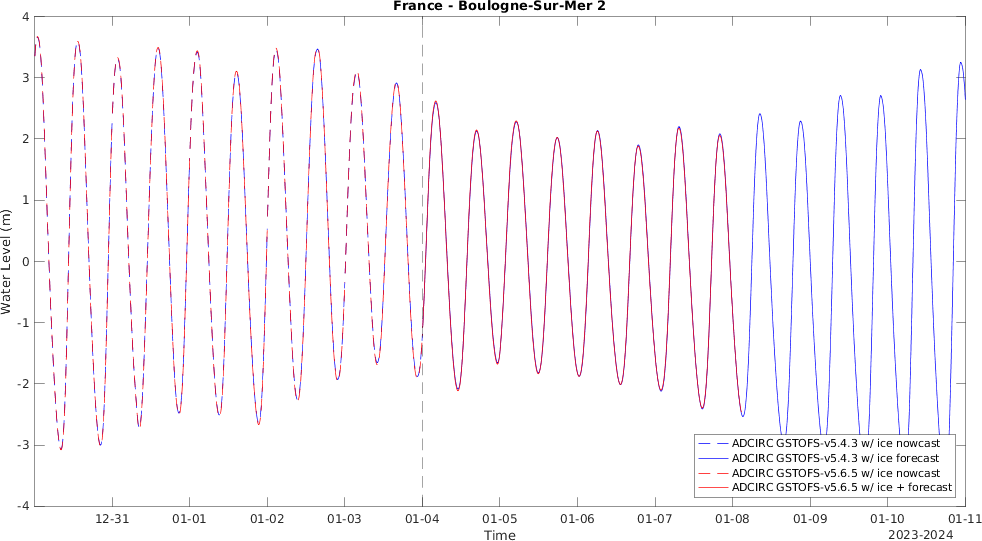 France - Boulogne-Sur-Mer 2
4
3
2
1
0
-1
-2
-3
-4
Water Level (m)
ADCIRC GSTOFS-v5.4.3 w/ ice nowcast
ADCIRC GSTOFS-v5.4.3 w/ ice forecast
ADCIRC GSTOFS-v5.6.5 w/ ice nowcast
ADCIRC GSTOFS-v5.6.5 w/ ice + forecast
12-31 01-01 01-02 01-03 01-04 01-05 01-06 01-07 01-08 01-09 01-10 01-11
Time
2023-2024